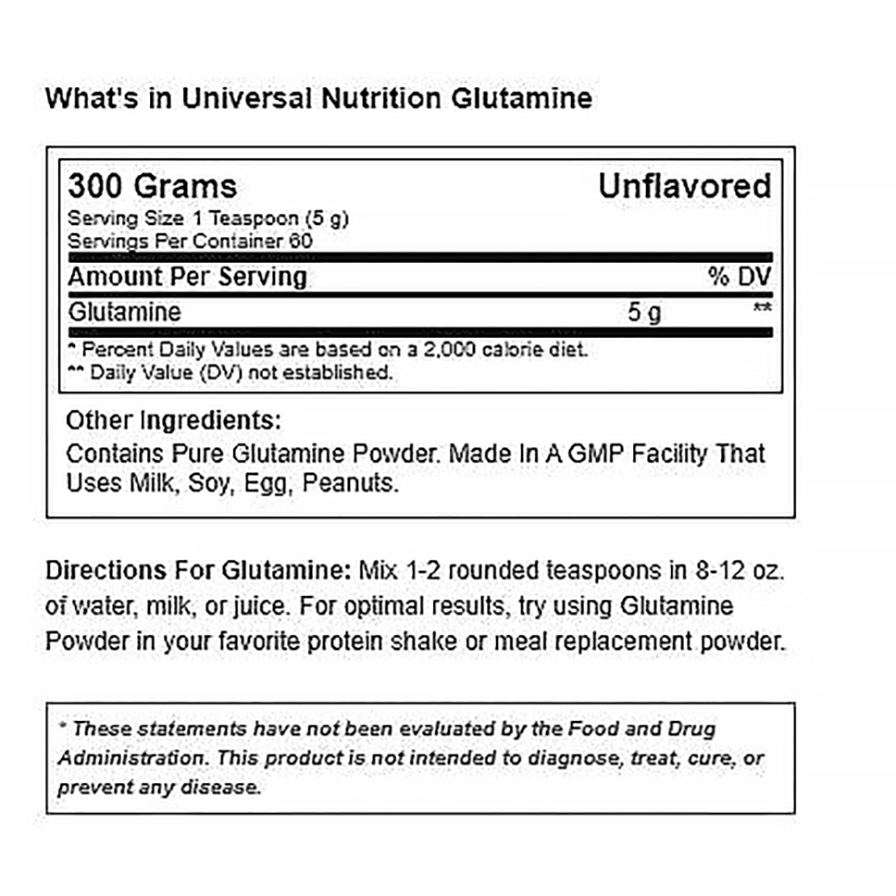 What's in Universal Nutrition Glutamine
300 Grams Unflavored
Serving Size 1 Teaspoon (5 g)
Servings Per Container 60
Amount Per Serving % DV
Glutamine 5 g **
* Percent Daily Values are based on a 2,000 calorie diet.
** Daily Value (DV) not established.
Other Ingredients:
Contains Pure Glutamine Powder. Made In A GMP Facility That
Uses Milk, Soy, Egg, Peanuts.
Directions For Glutamine: Mix 1-2 rounded teaspoons in 8-12 oz.
of water, milk, or juice. For optimal results, try using Glutamine
Powder in your favorite protein shake or meal replacement powder.
* These statements have not been evaluated by the Food and Drug
Administration. This product is not intended to diagnose, treat, cure, or
prevent any disease.